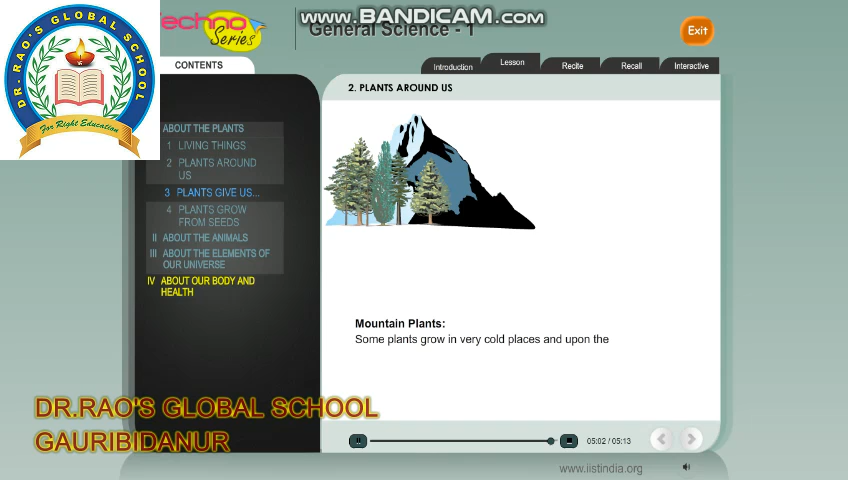 www.BANDICAM.com
Techno
Series
General Science - 1
Exit
DR.RAO'S GLOBAL SCHOOL
For Right Education
CONTENTS
Introduction
Lesson
Recite
Recall
Interactive
2. PLANTS AROUND US
ABOUT THE PLANTS
1 LIVING THINGS
2 PLANTS AROUND
US
3 PLANTS GIVE US...
4 PLANTS GROW
FROM SEEDS
II ABOUT THE ANIMALS
III ABOUT THE ELEMENTS OF
OUR UNIVERSE
IV ABOUT OUR BODY AND
HEALTH
Mountain Plants:
Some plants grow in very cold places and upon the
DR.RAO'S GLOBAL SCHOOL
GAURIBIDANUR
05:02 / 05:13
www.iistindia.org